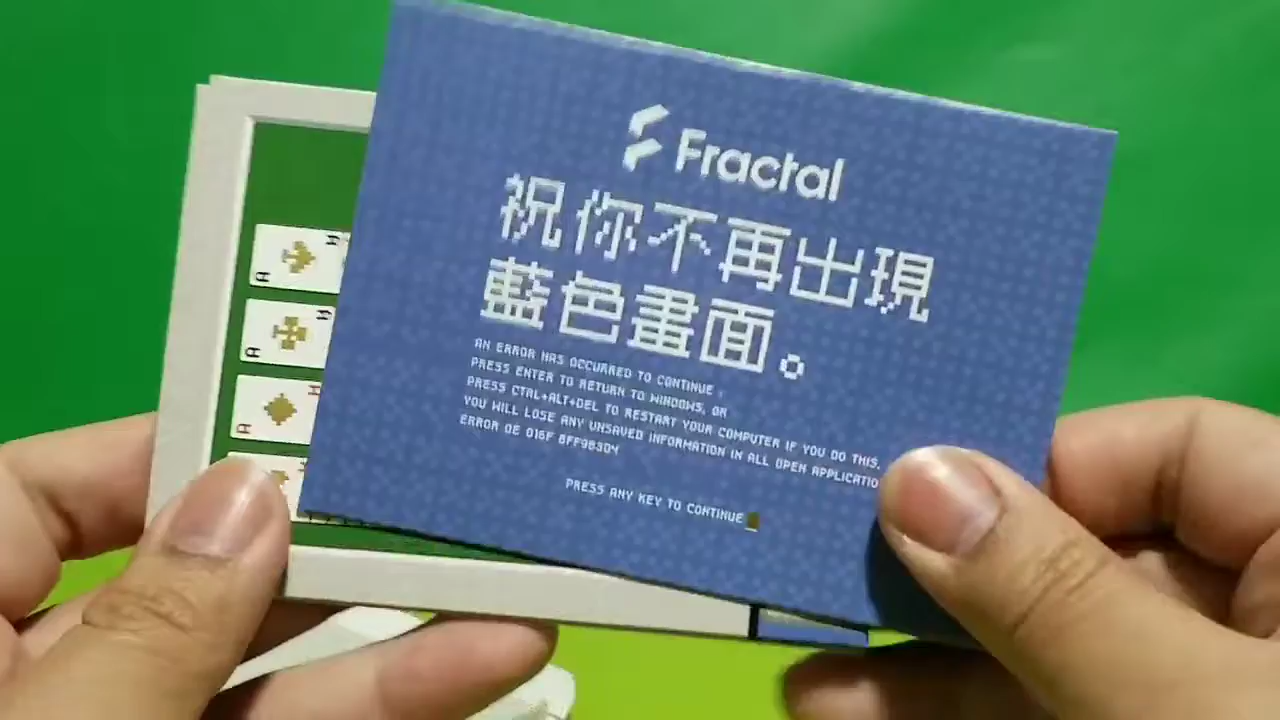 Fractal
祝你不再出現
藍色畫面。
AN ERROR HAS OCCURRED TO CONTINUE :
PRESS ENTER TO RETURN TO WINDOWS, OR
PRESS CTRL+ALT+DEL TO RESTART YOUR COMPUTER IF YOU DO THIS,
YOU WILL LOSE ANY UNSAVED INFORMATION IN ALL OPEN APPLICATIO
ERROR OE 016F
PRESS ANY KEY TO CONTINUE
A
A
A